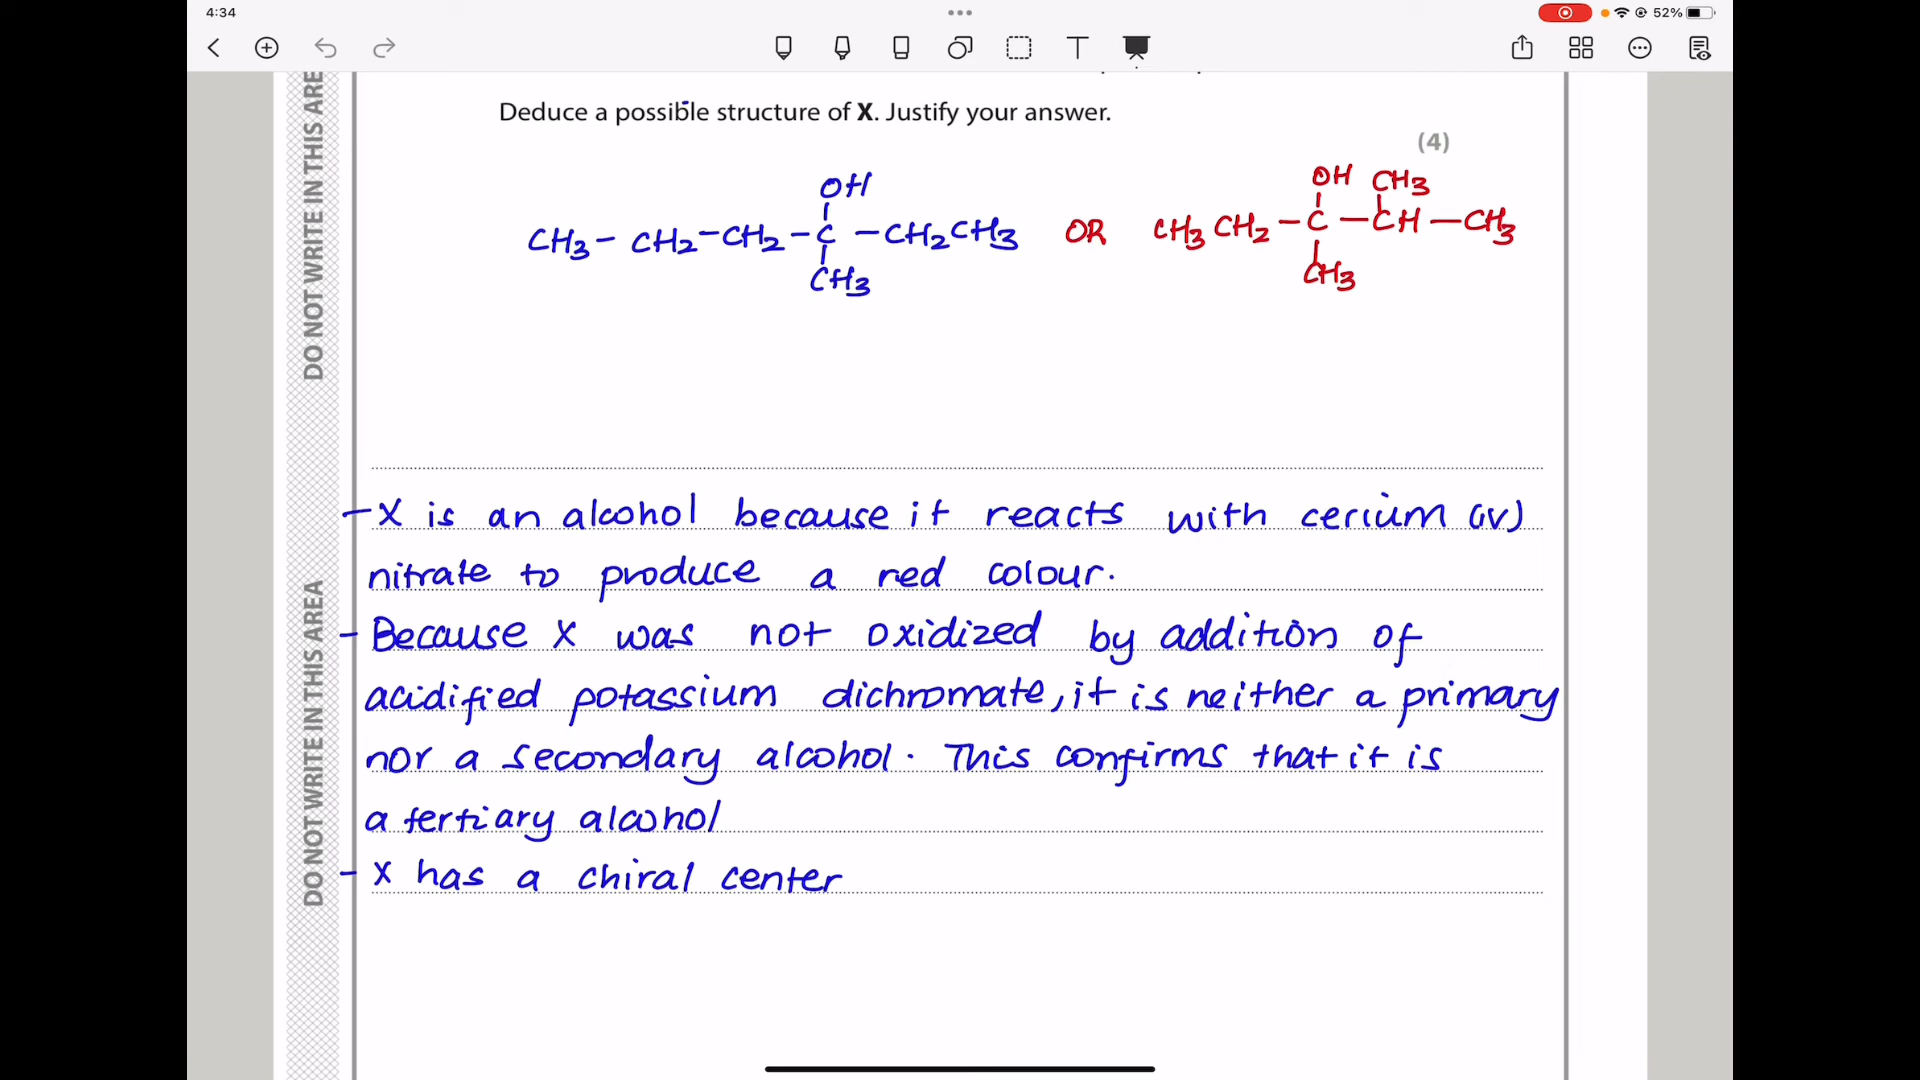 4:34
52%
DO NOT WRITE IN THIS ARE
Deduce a possible structure of X. Justify your answer.
(4)
OH
CH3 - CH2 - CH2 - C - CH2CH3
CH3
OR
OH CH3
CH3 CH2 - C - CH - CH3
CH3
DO NOT WRITE IN THIS AREA
- X is an alcohol because it reacts with cerium (IV)
nitrate to produce a red colour.
- Because X was not oxidized by addition of
acidified potassium dichromate, it is neither a primary
nor a secondary alcohol. This confirms that it is
a tertiary alcohol
- X has a chiral center